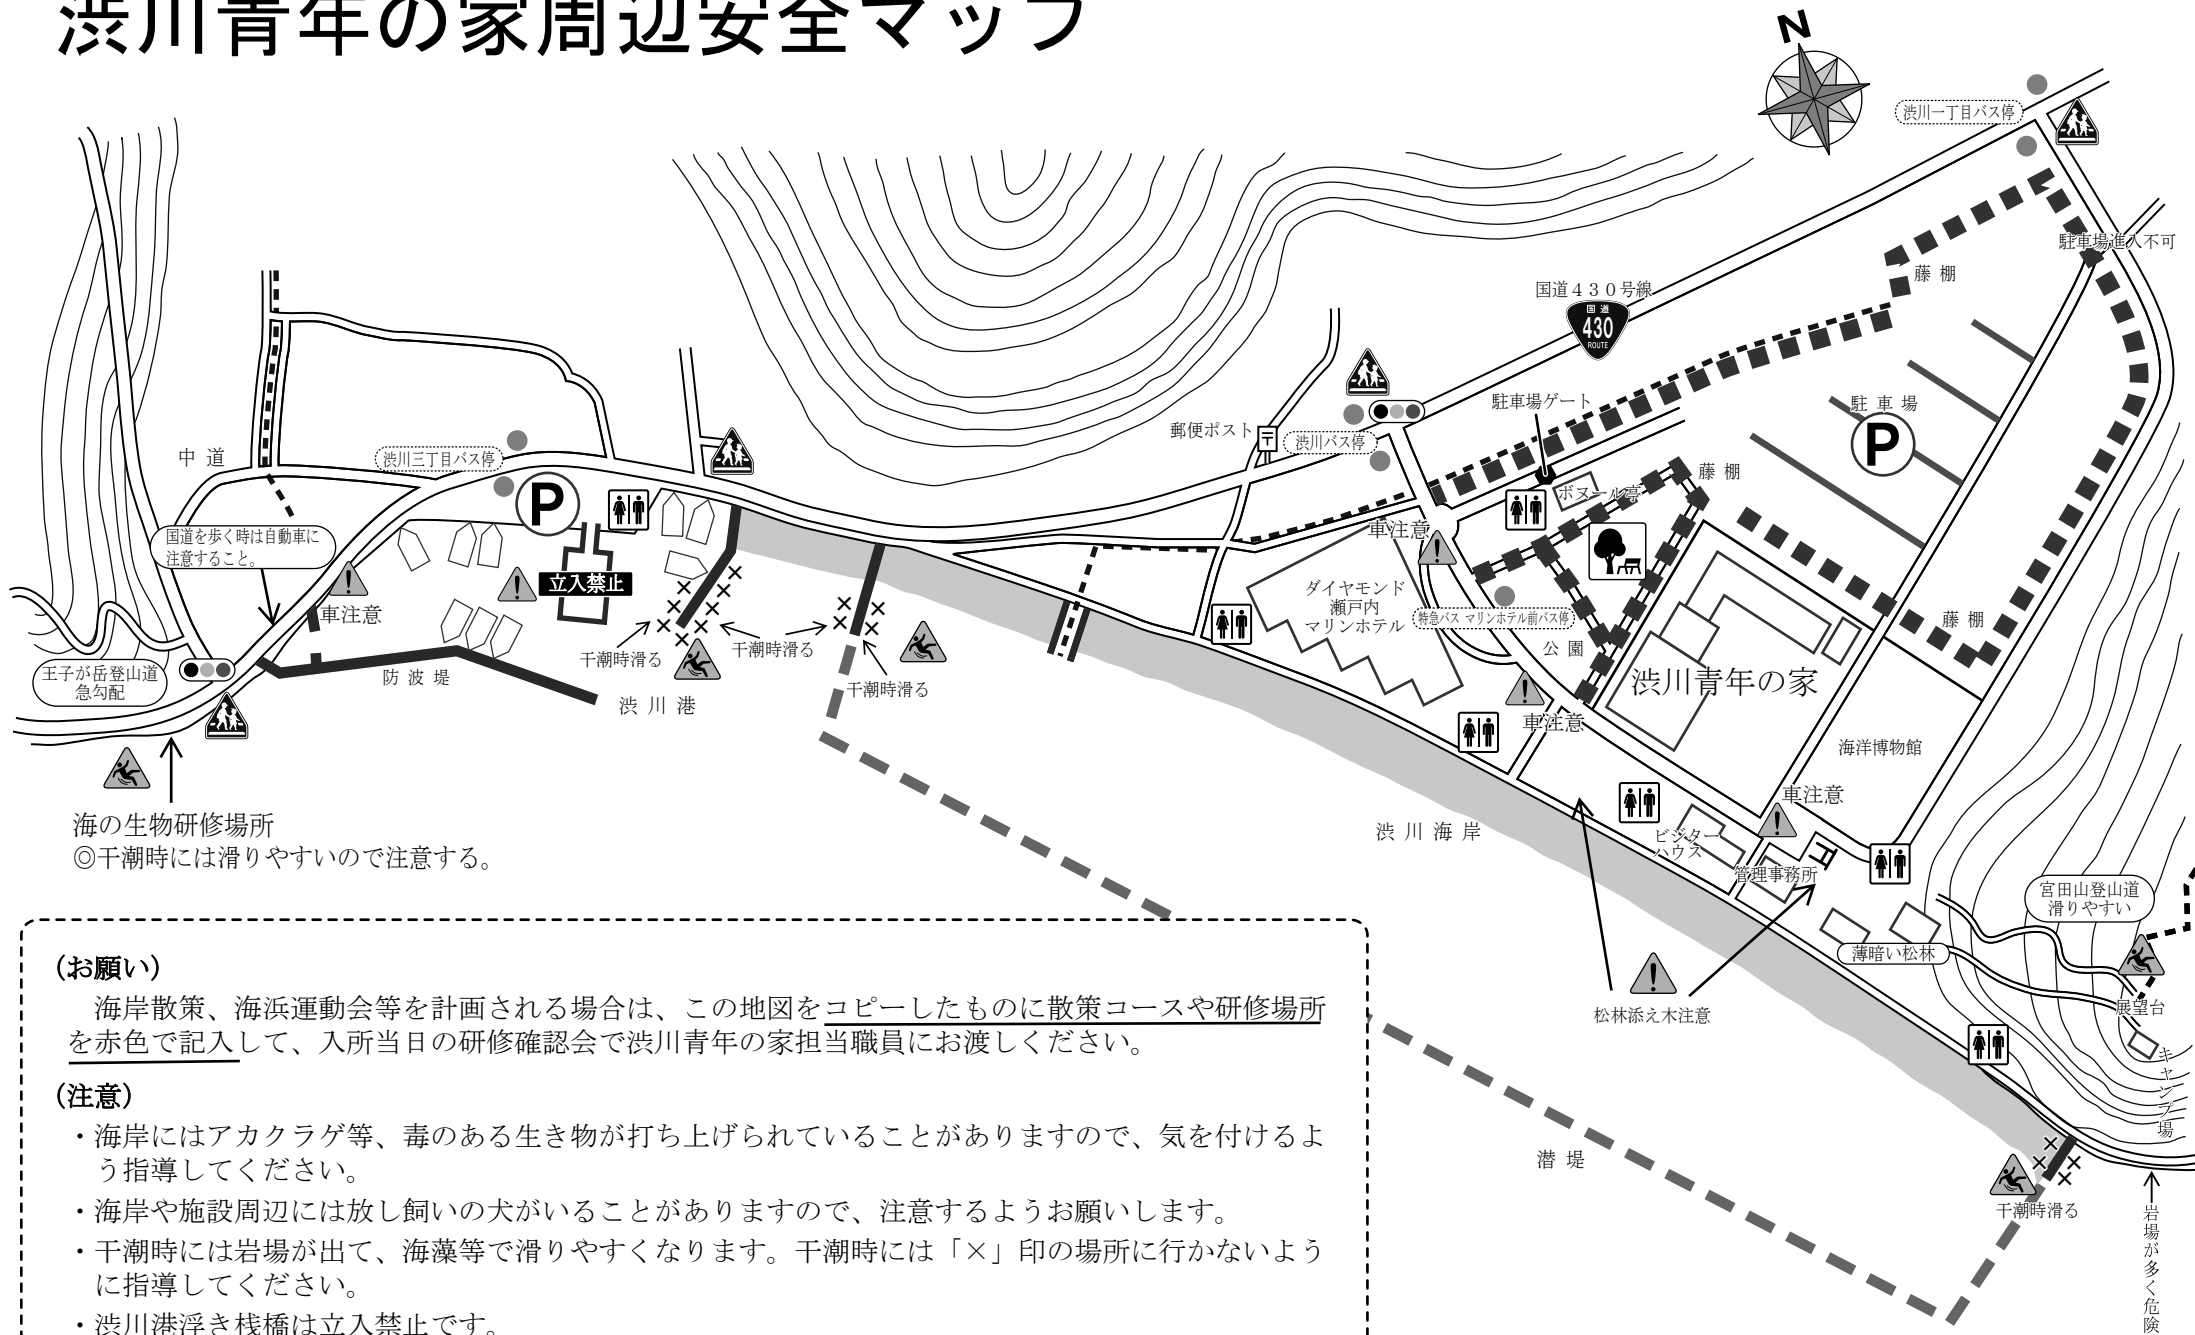 渋川青年の家周辺安全マップ
N
渋川一丁目バス停
駐車場進入不可
藤棚
国道430号線
国道
430
ROUTE
駐車場ゲート
駐車場
P
郵便ポスト
〒
渋川バス停
中道
渋川三丁目バス停
P
藤棚
ボヌール亭
車注意
国道を歩く時は自動車に
注意すること。
立入禁止
車注意
ダイヤモンド
瀬戸内
マリンホテル
特急バス マリンホテル前バス停
公園
藤棚
干潮時滑る
干潮時滑る
干潮時滑る
王子が岳登山道
急勾配
防波堤
渋川港
渋川青年の家
車注意
海洋博物館
車注意
海の生物研修場所
◎干潮時には滑りやすいので注意する。
渋川海岸
ビジター
ハウス
管理事務所
宮田山登山道
滑りやすい
薄暗い松林
松林添え木注意
展望台
キャンプ場
潜堤
干潮時滑る
岩場が多く危険
(お願い)
海岸散策、海浜運動会等を計画される場合は、この地図をコピーしたものに散策コースや研修場所
を赤色で記入して、入所当日の研修確認会で渋川青年の家担当職員にお渡しください。
(注意)
・海岸にはアカクラゲ等、毒のある生き物が打ち上げられていることがありますので、気を付けるよ
う指導してください。
・海岸や施設周辺には放し飼いの犬がいることがありますので、注意するようお願いします。
・干潮時には岩場が出て、海藻等で滑りやすくなります。干潮時には「×」印の場所に行かないよう
に指導してください。
・渋川港浮き桟橋は立入禁止です。